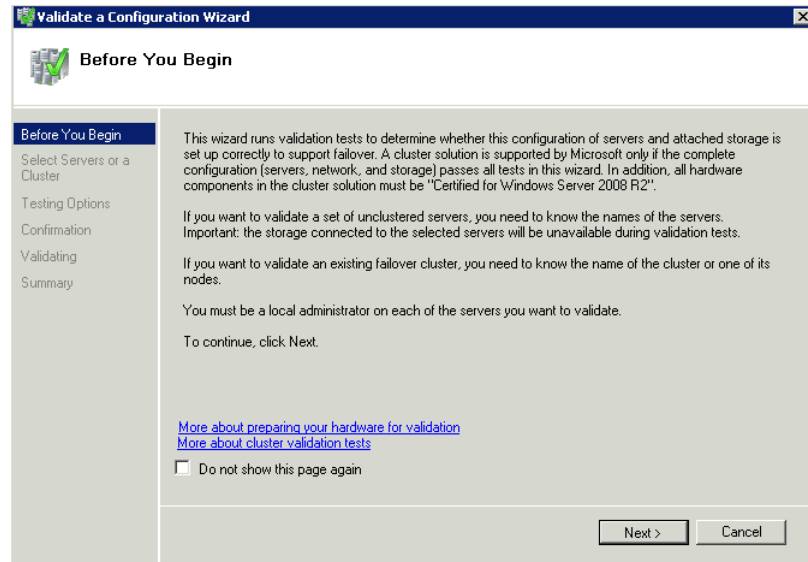 Validate a Configuration Wizard
Before You Begin
Before You Begin
Select Servers or a
Cluster
Testing Options
Confirmation
Validating
Summary
This wizard runs validation tests to determine whether this configuration of servers and attached storage is
set up correctly to support failover. A cluster solution is supported by Microsoft only if the complete
configuration (servers, network, and storage) passes all tests in this wizard. In addition, all hardware
components in the cluster solution must be "Certified for Windows Server 2008 R2".
If you want to validate a set of unclustered servers, you need to know the names of the servers.
Important: the storage connected to the selected servers will be unavailable during validation tests.
If you want to validate an existing failover cluster, you need to know the name of the cluster or one of its
nodes.
You must be a local administrator on each of the servers you want to validate.
To continue, click Next.
More about preparing your hardware for validation
More about cluster validation tests
Do not show this page again
Next >
Cancel